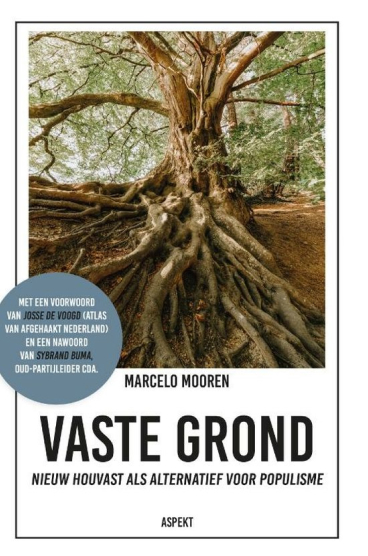 MET EEN VOORWOORD
VAN JOSSE DE VOOGD (ATLAS
VAN AFGEHAAKT NEDERLAND)
EN EEN NAWOORD
VAN SYBRAND BUMA,
OUD-PARTIJLEIDER CDA.
MARCELO MOOREN
VASTE GROND
NIEUW HOUVAST ALS ALTERNATIEF VOOR POPULISME
ASPEKT